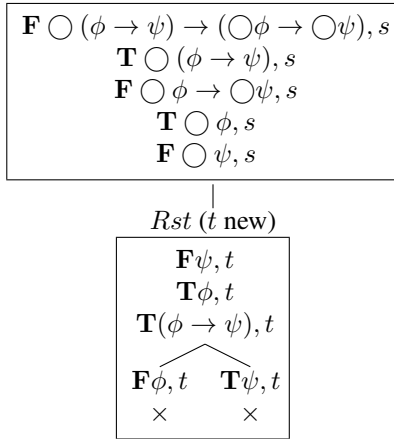 F ◯ (ϕ → ψ) → (◯ϕ → ◯ψ), s
T ◯ (ϕ → ψ), s
F ◯ ϕ → ◯ψ, s
T ◯ ϕ, s
F ◯ ψ, s
Rst (t new)
Fψ, t
Tϕ, t
T(ϕ → ψ), t
Fϕ, t Tψ, t
× ×